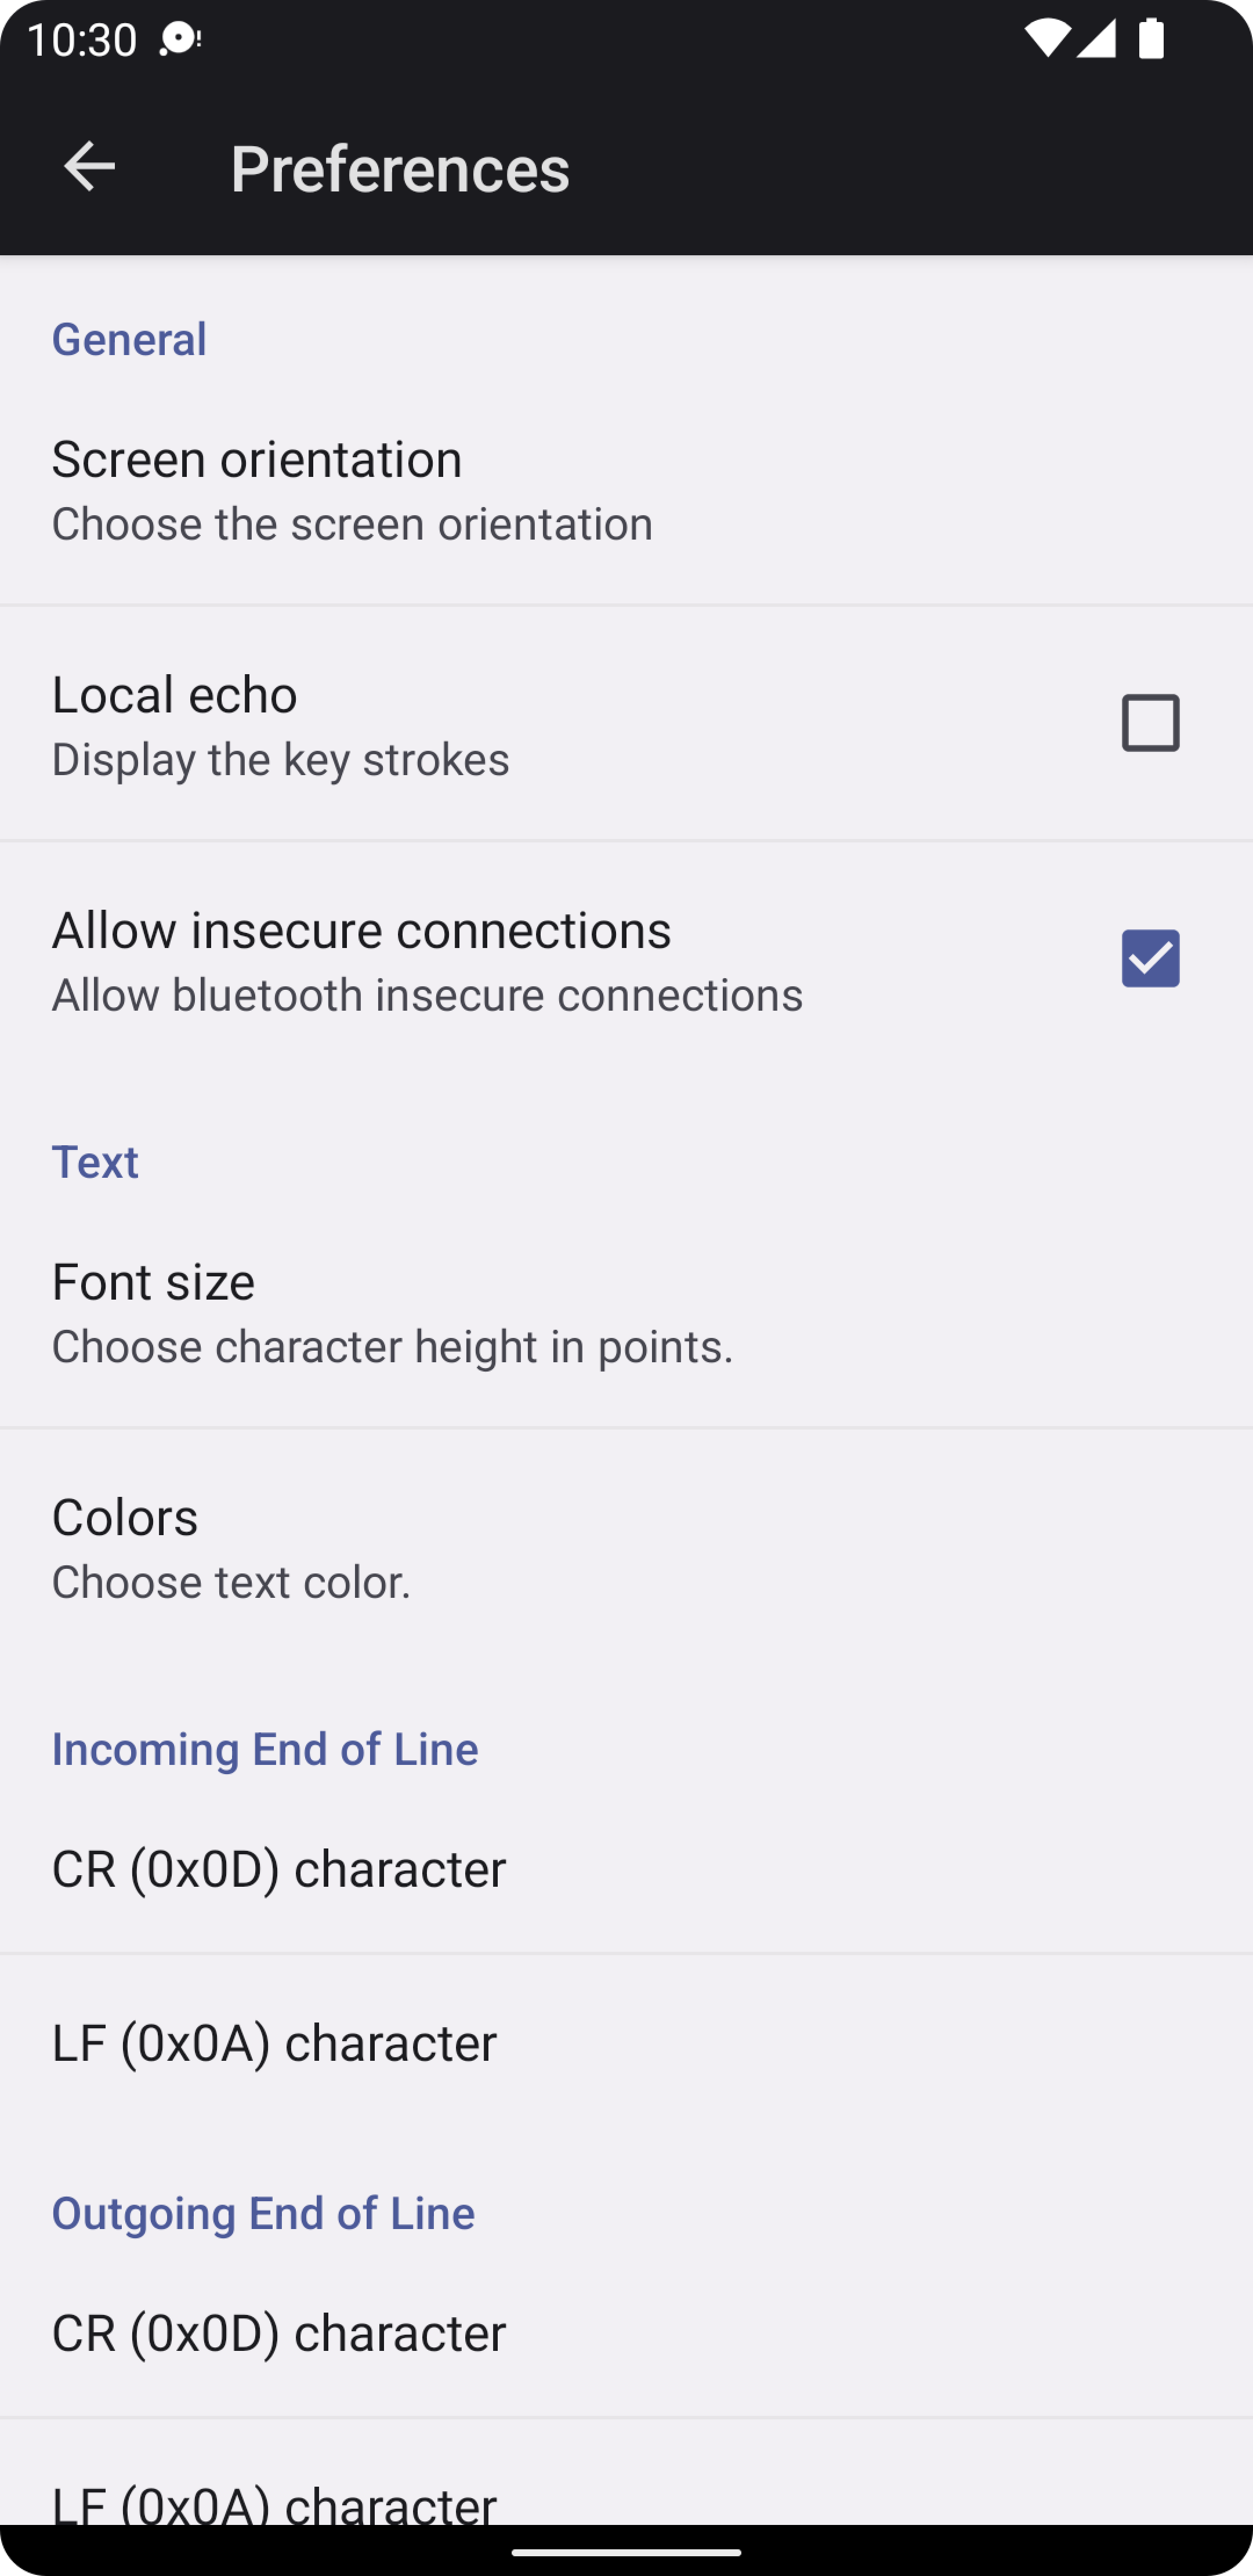 10:30
Preferences
General
Screen orientation
Choose the screen orientation
Local echo
Display the key strokes
Allow insecure connections
Allow bluetooth insecure connections
Text
Font size
Choose character height in points.
Colors
Choose text color.
Incoming End of Line
CR (0x0D) character
LF (0x0A) character
Outgoing End of Line
CR (0x0D) character
LF (0x0A) character